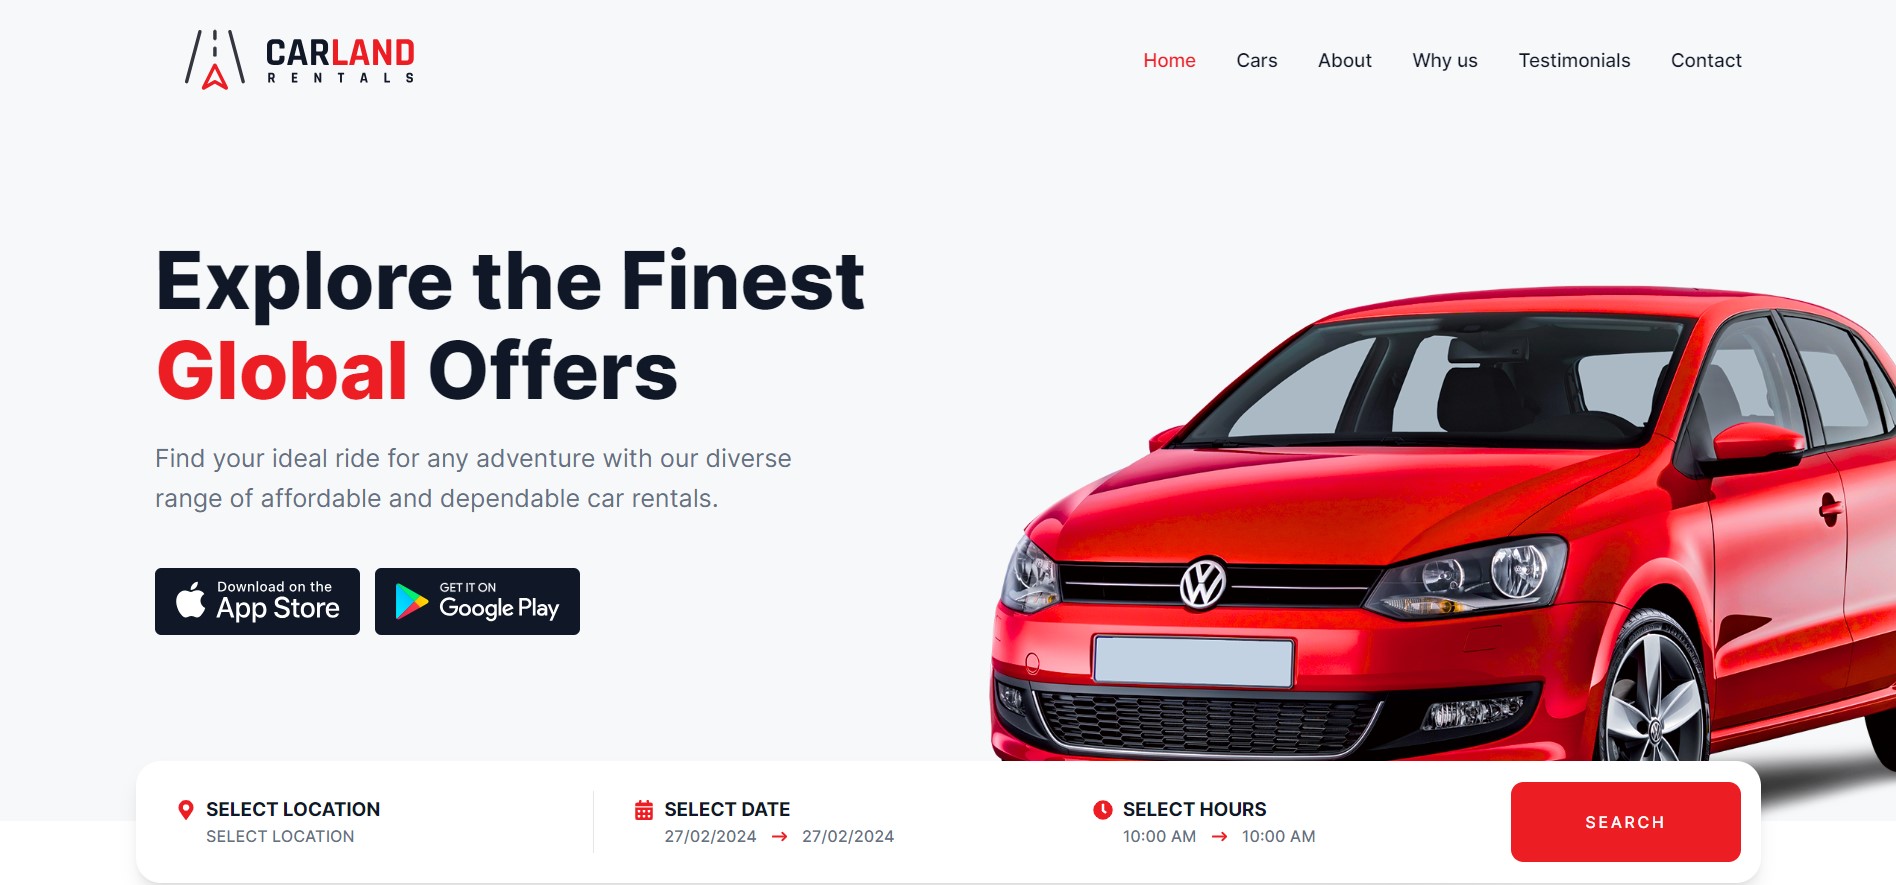 CARLAND
RENTALS
Home Cars About Why us Testimonials Contact
Explore the Finest
Global Offers
Find your ideal ride for any adventure with our diverse
range of affordable and dependable car rentals.
Download on the
App Store
GET IT ON
Google Play
SELECT LOCATION
SELECT LOCATION
SELECT DATE
27/02/2024 → 27/02/2024
SELECT HOURS
10:00 AM → 10:00 AM
SEARCH